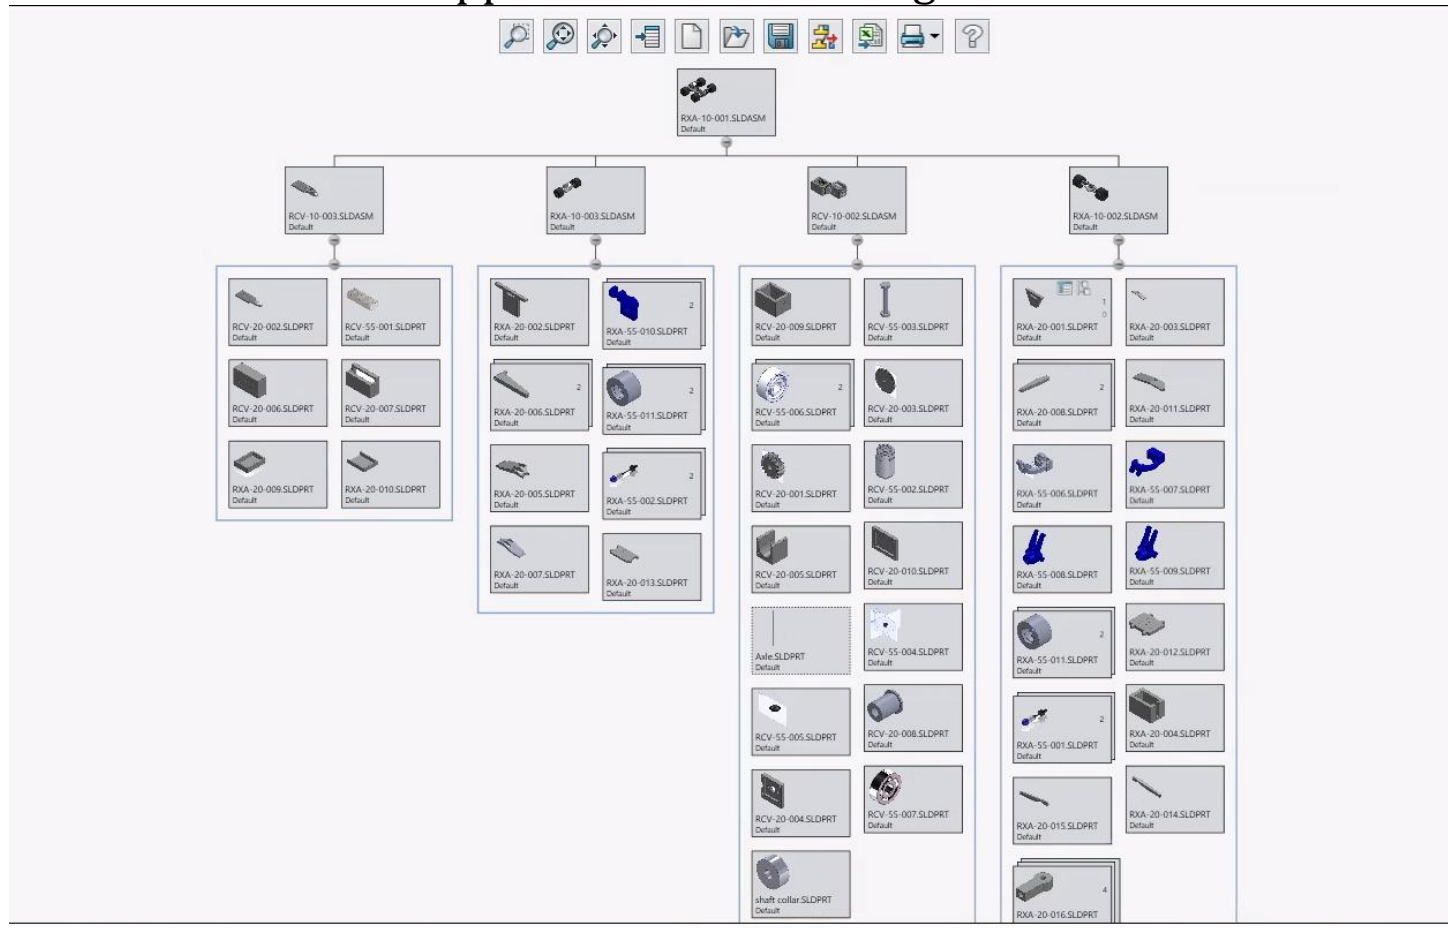 RXA-10-001.SLDASM
Default
RCV-10-003.SLDASM
Default
RXA-10-003.SLDASM
Default
RCV-10-002.SLDASM
Default
RXA-10-002.SLDASM
Default
RCV-20-002.SLDPRT
Default
RCV-55-001.SLDPRT
Default
RCV-20-006.SLDPRT
Default
RCV-20-007.SLDPRT
Default
RXA-20-009.SLDPRT
Default
RXA-20-010.SLDPRT
Default
RXA-20-002.SLDPRT
Default
2
RXA-55-010.SLDPRT
Default
2
RXA-20-006.SLDPRT
Default
2
RXA-55-011.SLDPRT
Default
RXA-20-005.SLDPRT
Default
2
RXA-55-002.SLDPRT
Default
RXA-20-007.SLDPRT
Default
RXA-20-013.SLDPRT
Default
RCV-20-009.SLDPRT
Default
RCV-55-003.SLDPRT
Default
2
RCV-55-006.SLDPRT
Default
RCV-20-003.SLDPRT
Default
RCV-20-001.SLDPRT
Default
RCV-55-002.SLDPRT
Default
RCV-20-005.SLDPRT
Default
RCV-20-010.SLDPRT
Default
Axle.SLDPRT
Default
RCV-55-004.SLDPRT
Default
RCV-55-005.SLDPRT
Default
RCV-20-008.SLDPRT
Default
RCV-20-004.SLDPRT
Default
RCV-55-007.SLDPRT
Default
shaft collar.SLDPRT
Default
1
0
RXA-20-001.SLDPRT
Default
RXA-20-003.SLDPRT
Default
2
RXA-20-008.SLDPRT
Default
RXA-20-011.SLDPRT
Default
RXA-55-006.SLDPRT
Default
RXA-55-007.SLDPRT
Default
RXA-55-008.SLDPRT
Default
RXA-55-009.SLDPRT
Default
2
RXA-55-011.SLDPRT
Default
RXA-20-012.SLDPRT
Default
2
RXA-55-001.SLDPRT
Default
RXA-20-004.SLDPRT
Default
RXA-20-015.SLDPRT
Default
RXA-20-014.SLDPRT
Default
4
RXA-20-016.SLDPRT